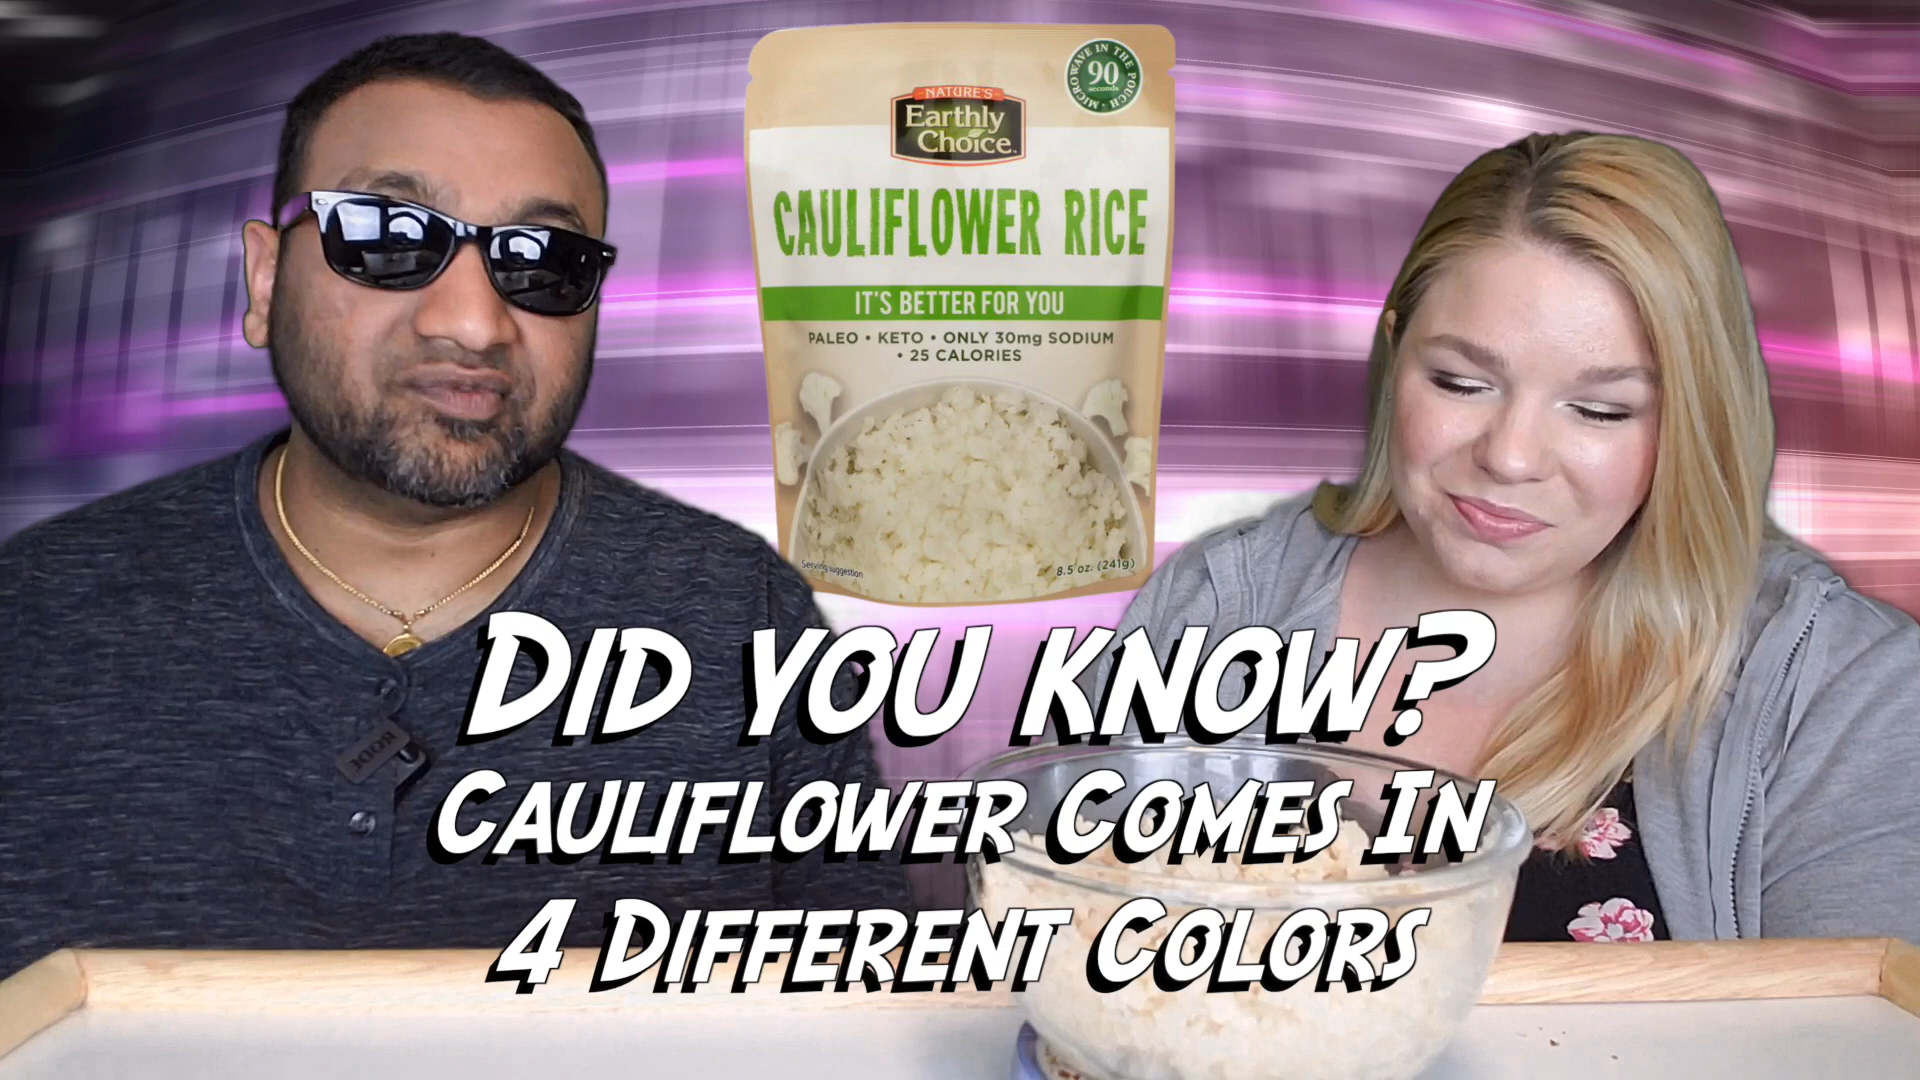 MICROWAVE IN THE POUCH
90
seconds
NATURE'S
Earthly
Choice
CAULIFLOWER RICE
IT'S BETTER FOR YOU
PALEO • KETO • ONLY 30mg SODIUM
• 25 CALORIES
Serving suggestion
8.5 oz. (241g)
DID YOU KNOW?
RODE
CAULIFLOWER COMES IN
4 DIFFERENT COLORS